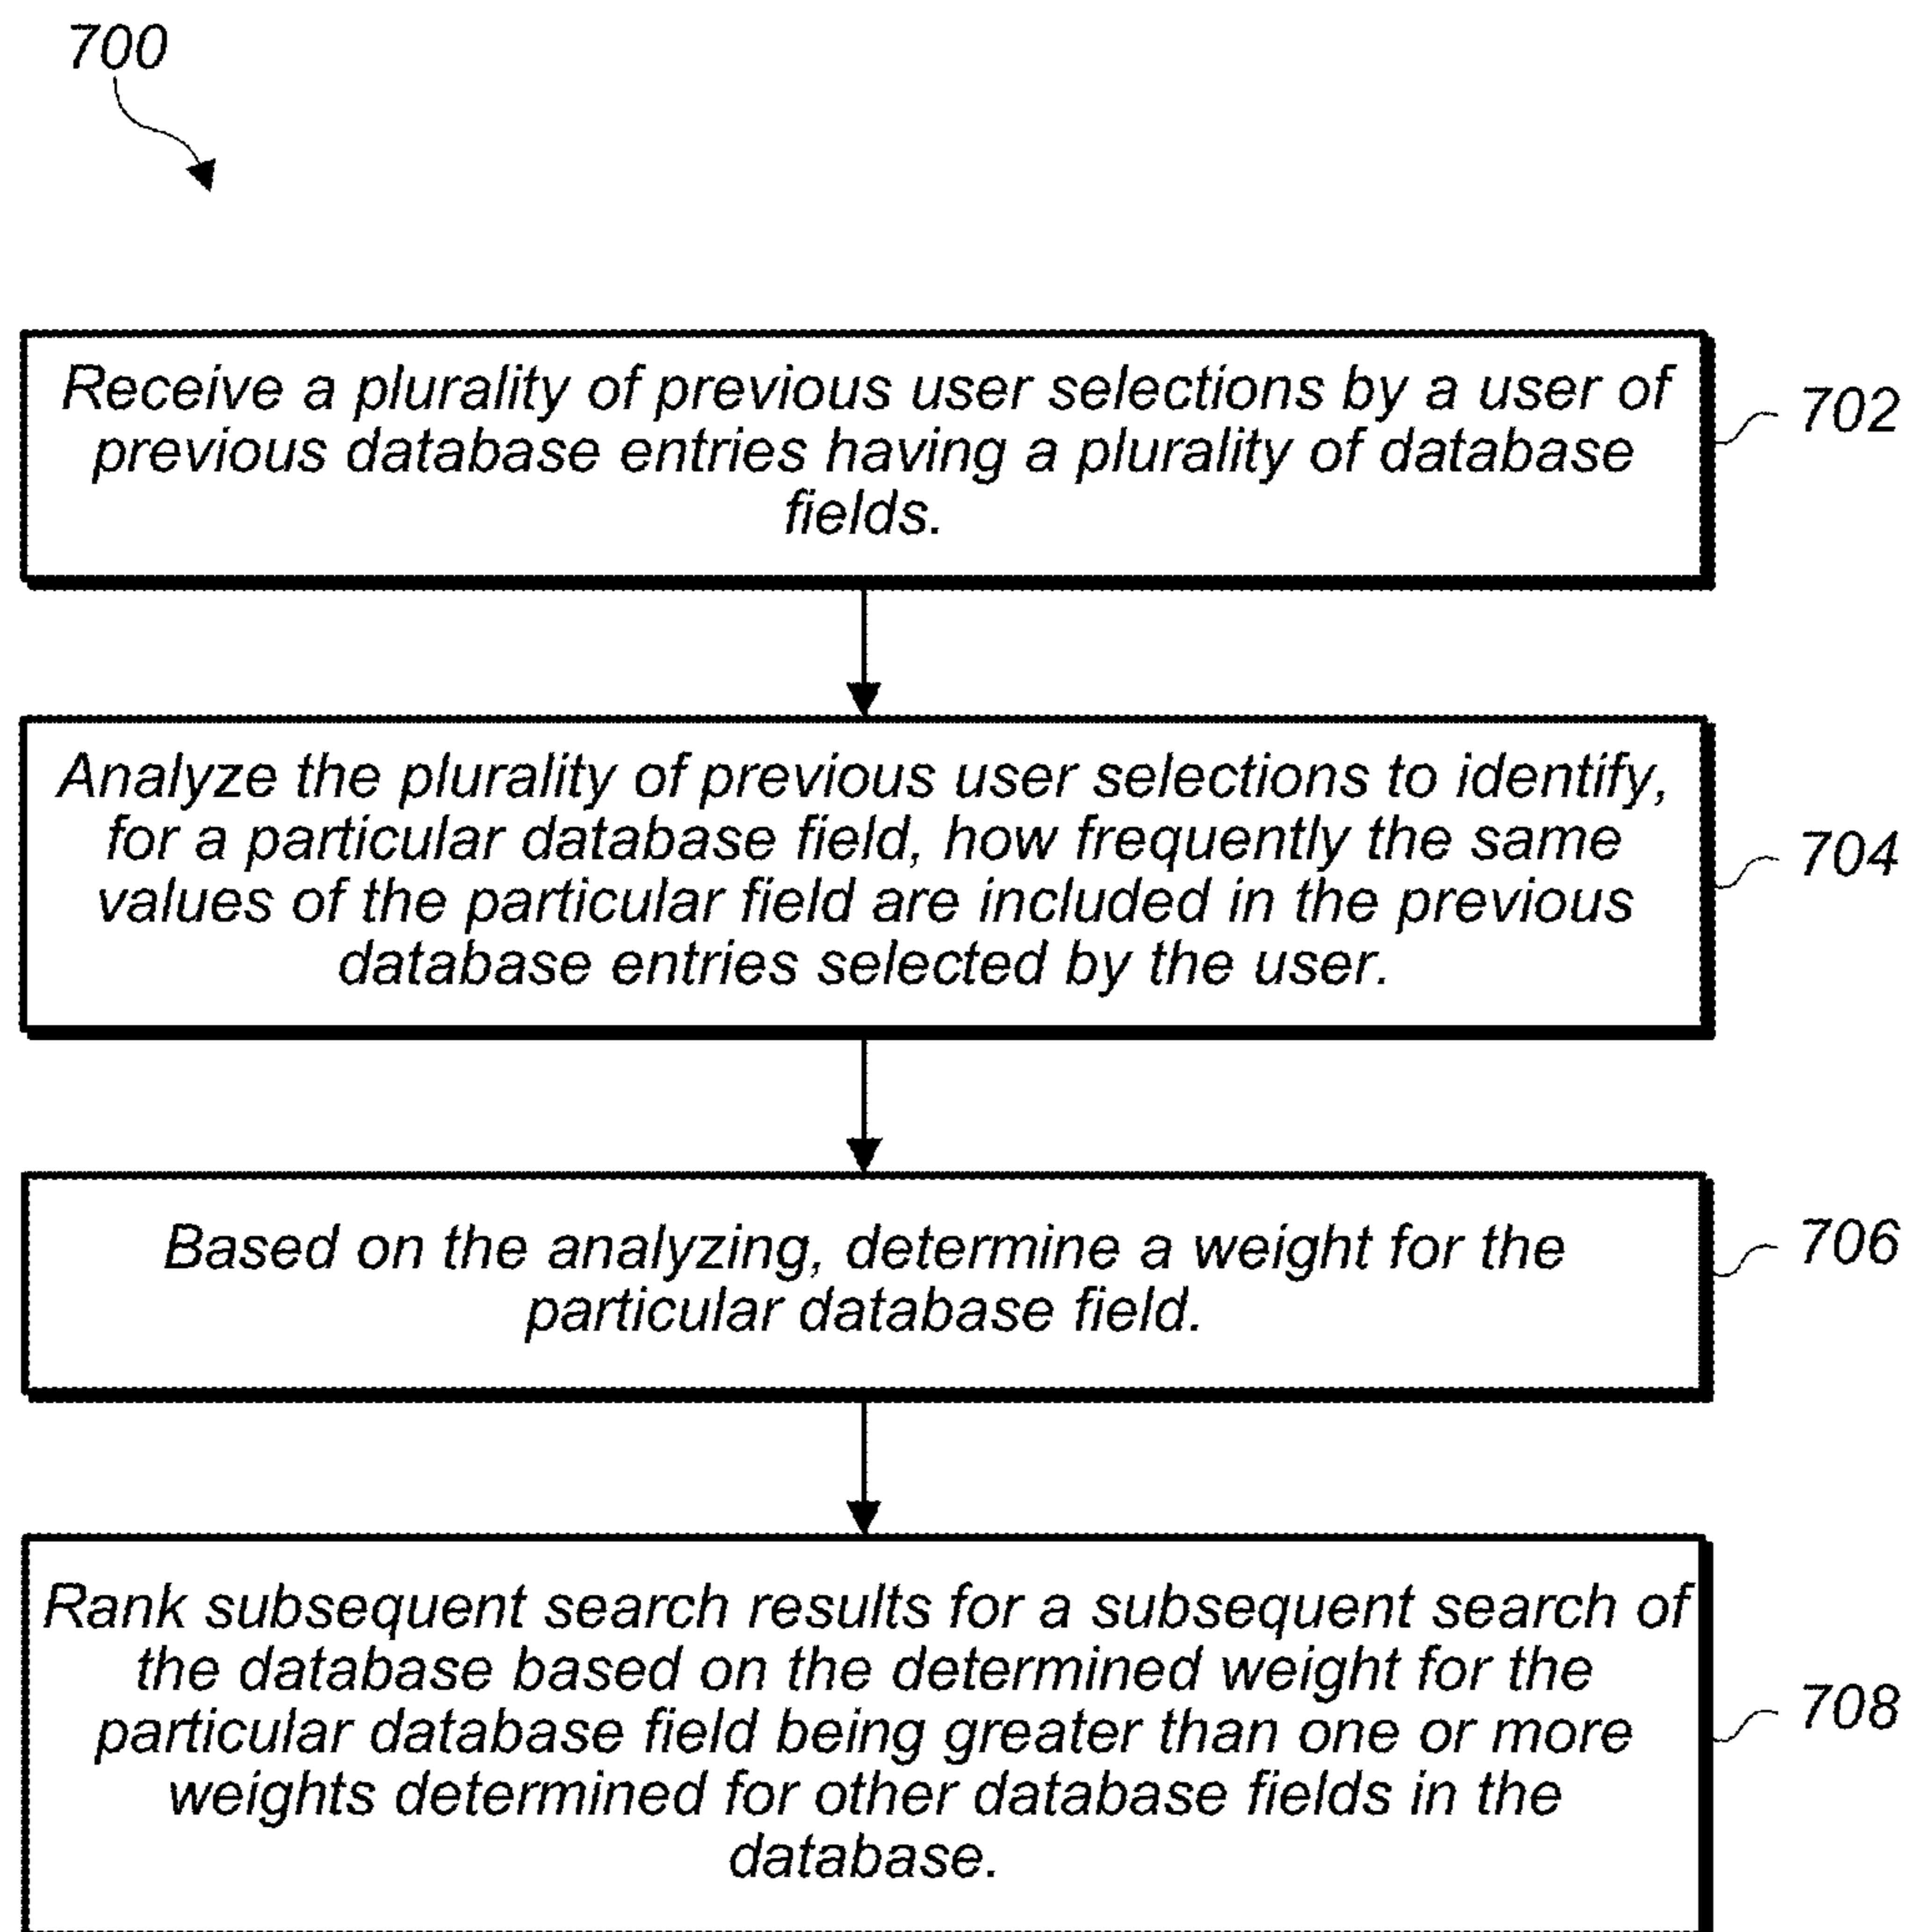 700
Receive a plurality of previous user selections by a user of
previous database entries having a plurality of database
fields.
702
Analyze the plurality of previous user selections to identify,
for a particular database field, how frequently the same
values of the particular field are included in the previous
database entries selected by the user.
704
Based on the analyzing, determine a weight for the
particular database field.
706
Rank subsequent search results for a subsequent search of
the database based on the determined weight for the
particular database field being greater than one or more
weights determined for other database fields in the
database.
708